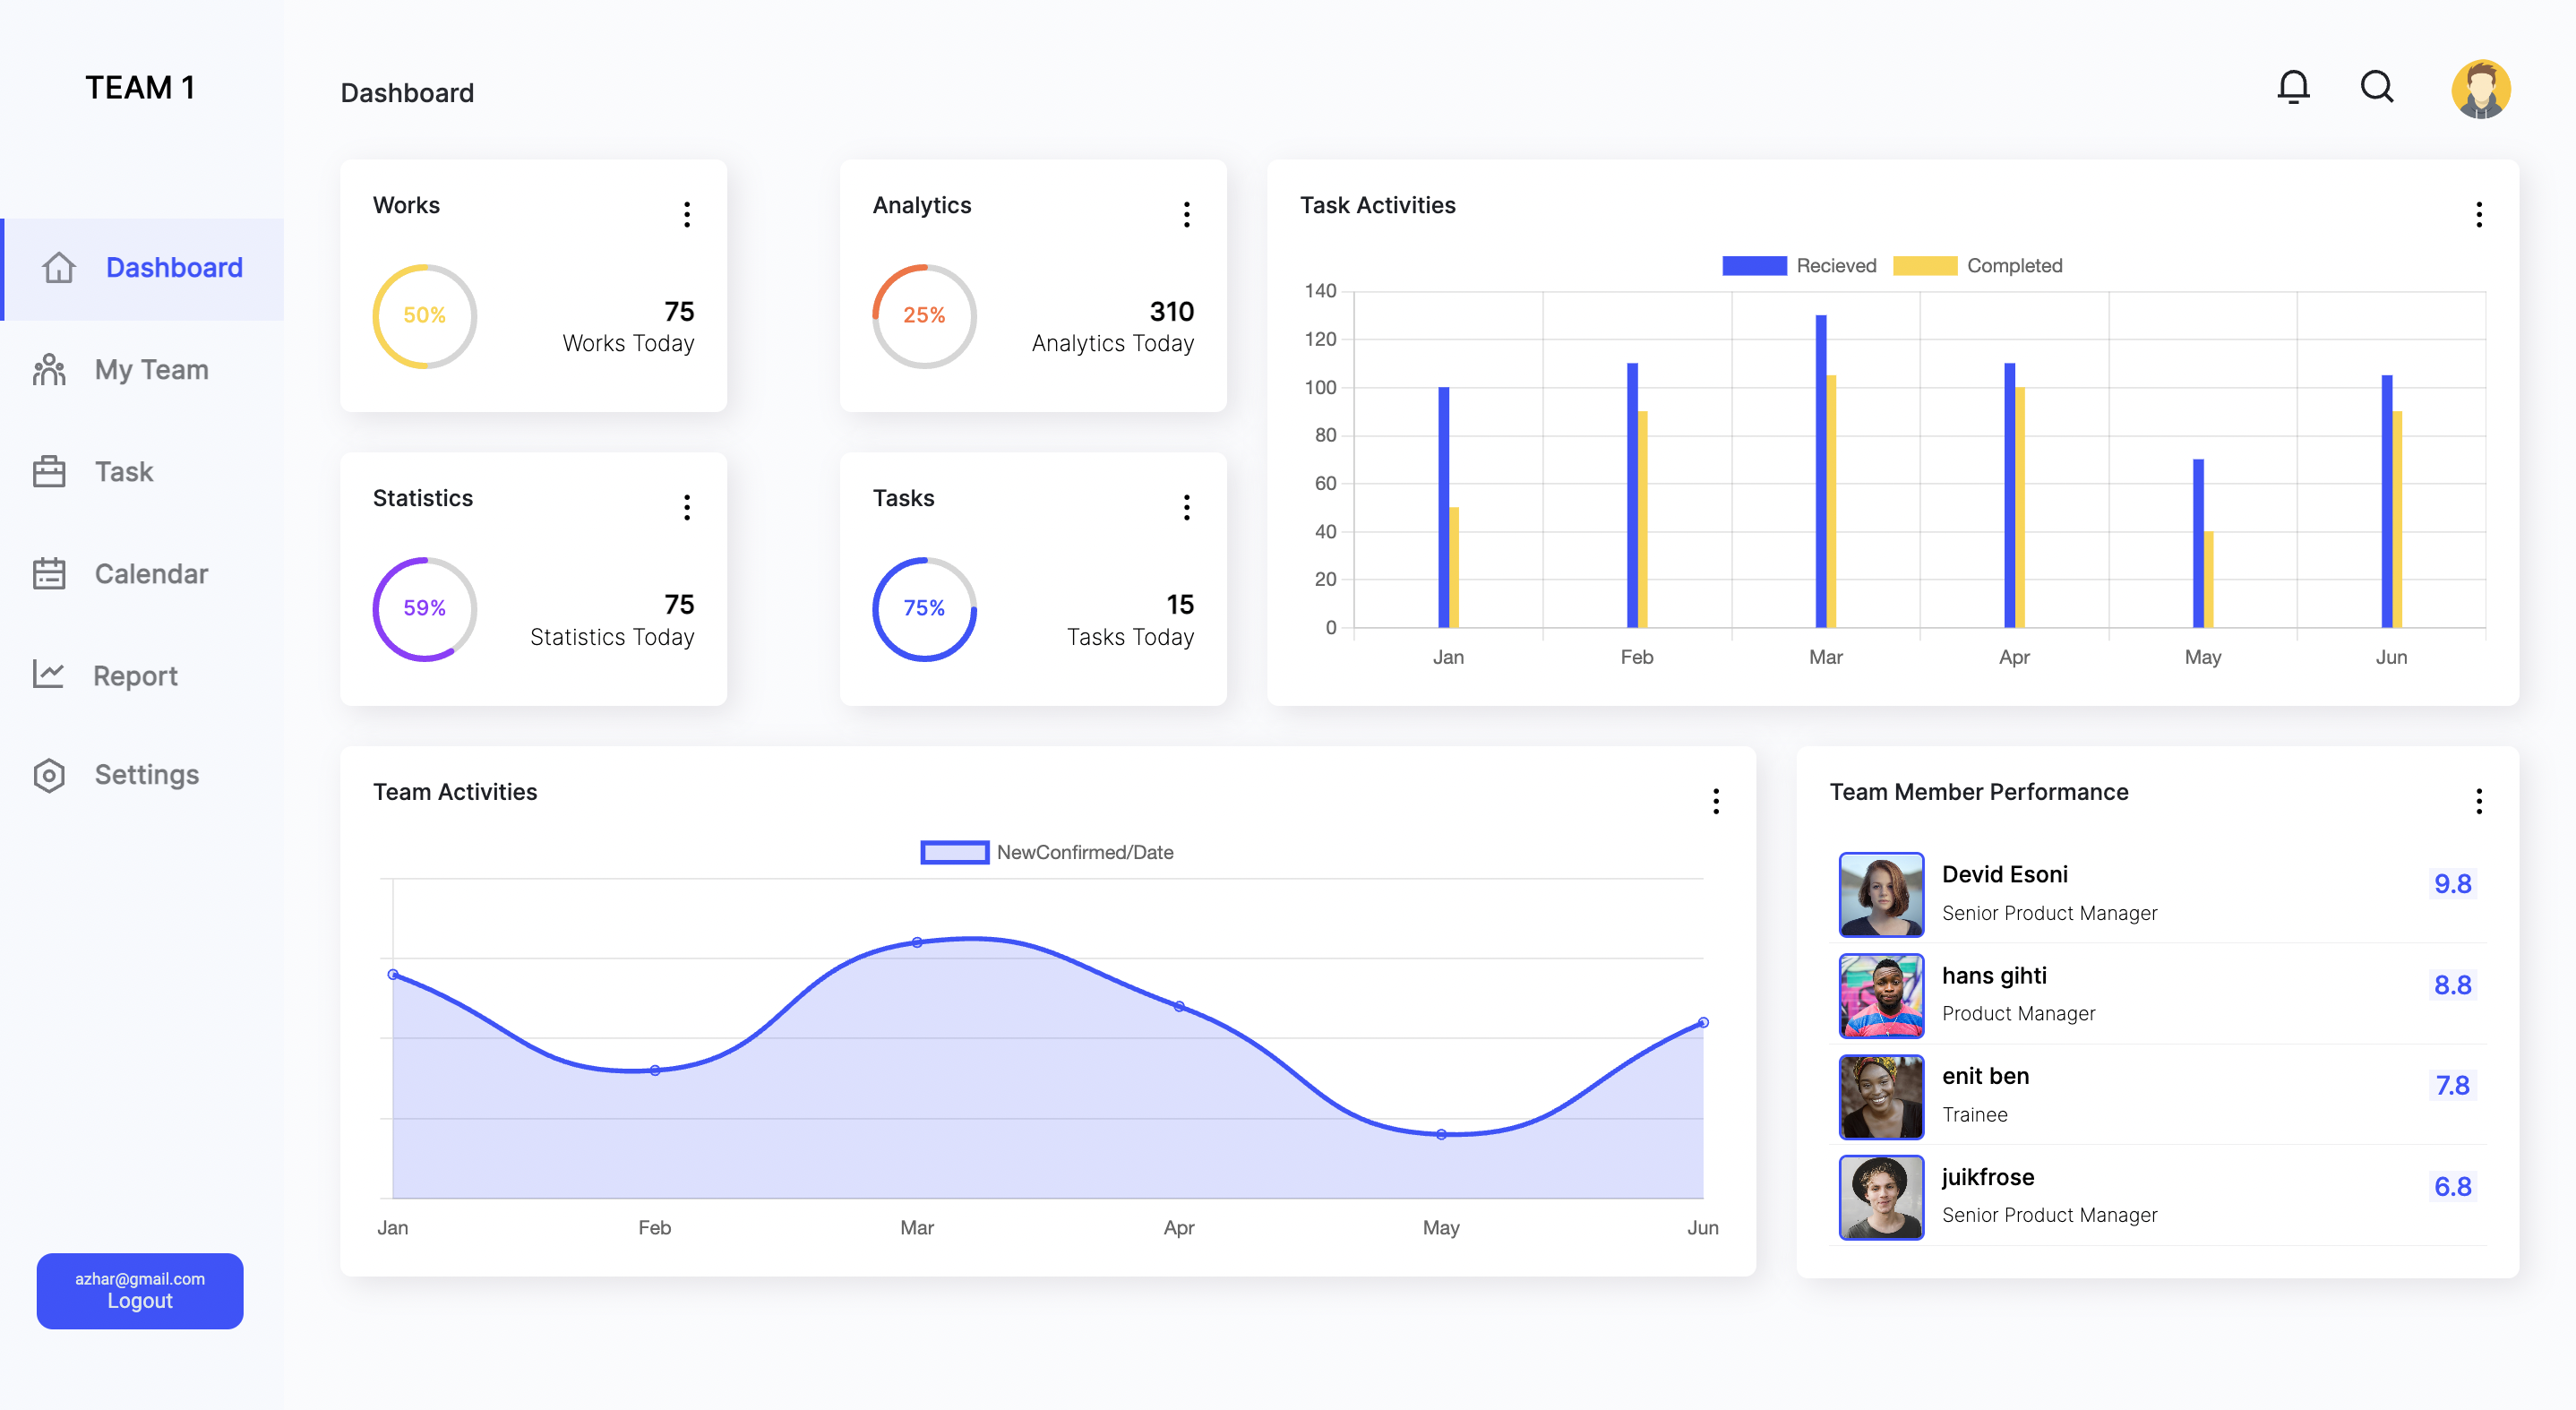 TEAM 1
Dashboard
My Team
Task
Calendar
Report
Settings
azhar@gmail.com
Logout
Dashboard
Works
50%
75
Works Today
Analytics
25%
310
Analytics Today
Statistics
59%
75
Statistics Today
Tasks
75%
15
Tasks Today
Task Activities
Recieved Completed
140
120
100
80
60
40
20
0
Jan Feb Mar Apr May Jun
Team Activities
NewConfirmed/Date
Jan Feb Mar Apr May Jun
Team Member Performance
Devid Esoni
9.8
Senior Product Manager
hans gihti
8.8
Product Manager
enit ben
7.8
Trainee
juikfrose
6.8
Senior Product Manager